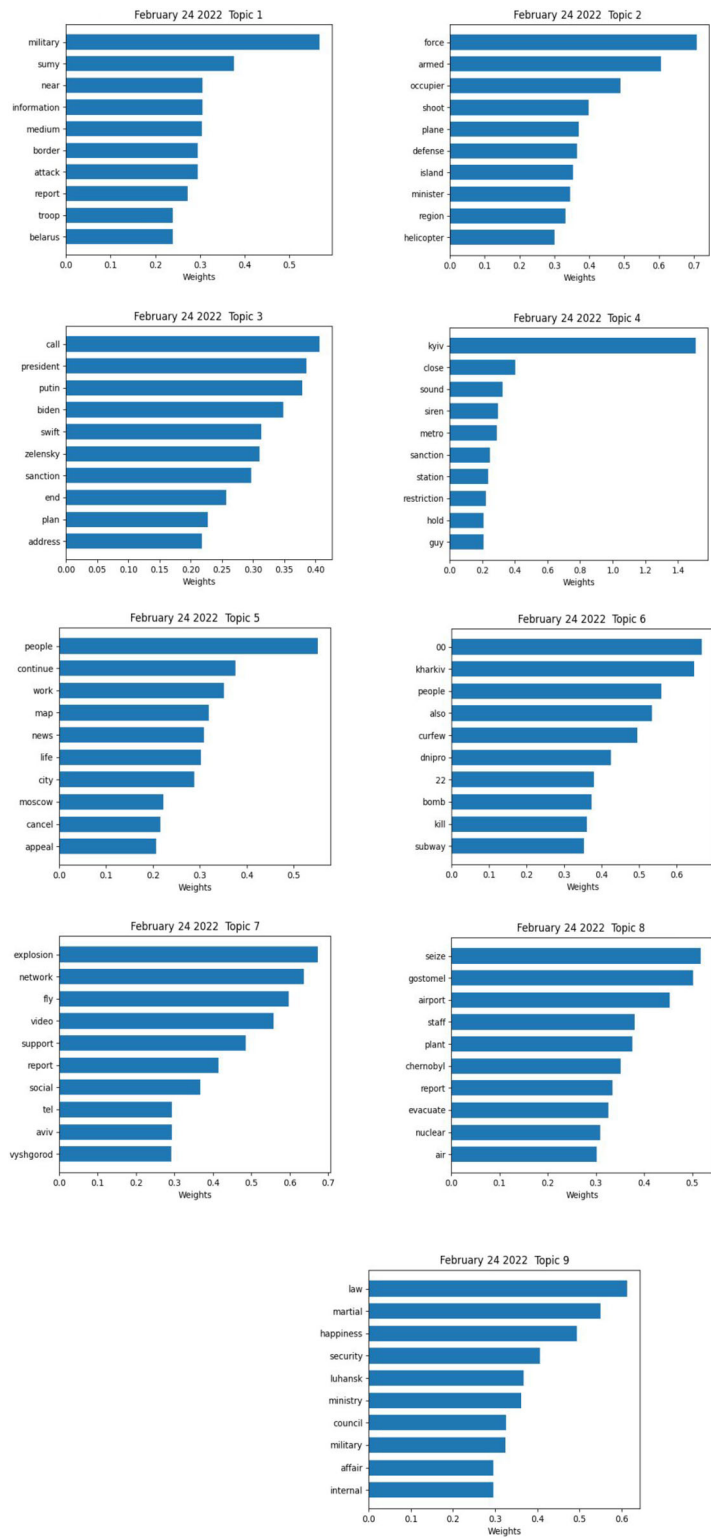 February 24 2022 Topic 1
military
sumy
near
information
medium
border
attack
report
troop
belarus
0.0 0.1 0.2 0.3 0.4 0.5
Weights
February 24 2022 Topic 2
force
armed
occupier
shoot
plane
defense
island
minister
region
helicopter
0.0 0.1 0.2 0.3 0.4 0.5 0.6 0.7
Weights
February 24 2022 Topic 3
call
president
putin
biden
swift
zelensky
sanction
end
plan
address
0.00 0.05 0.10 0.15 0.20 0.25 0.30 0.35 0.40
Weights
February 24 2022 Topic 4
kyiv
close
sound
siren
metro
sanction
station
restriction
hold
guy
0.0 0.2 0.4 0.6 0.8 1.0 1.2 1.4
Weights
February 24 2022 Topic 5
people
continue
work
map
news
life
city
moscow
cancel
appeal
0.0 0.1 0.2 0.3 0.4 0.5
Weights
February 24 2022 Topic 6
00
kharkiv
people
also
curfew
dnipro
22
bomb
kill
subway
0.0 0.1 0.2 0.3 0.4 0.5 0.6
Weights
February 24 2022 Topic 7
explosion
network
fly
video
support
report
social
tel
aviv
vyshgorod
0.0 0.1 0.2 0.3 0.4 0.5 0.6 0.7
Weights
February 24 2022 Topic 8
seize
gostomel
airport
staff
plant
chernobyl
report
evacuate
nuclear
air
0.0 0.1 0.2 0.3 0.4 0.5
Weights
February 24 2022 Topic 9
law
martial
happiness
security
luhansk
ministry
council
military
affair
internal
0.0 0.1 0.2 0.3 0.4 0.5 0.6
Weights